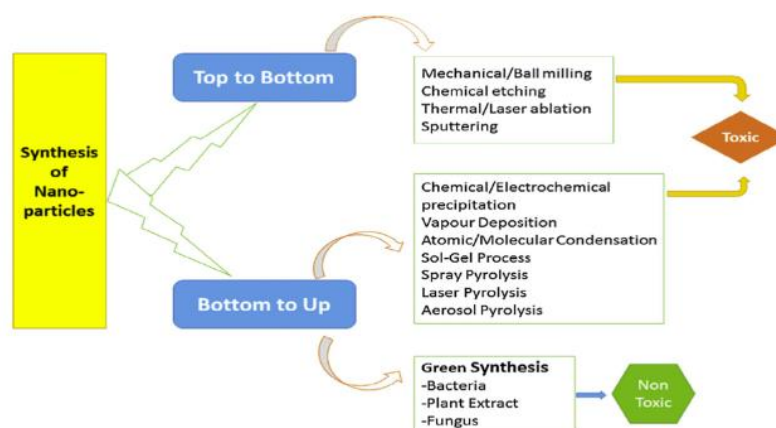 Synthesis
of
Nano-
particles
Top to Bottom
Mechanical/Ball milling
Chemical etching
Thermal/Laser ablation
Sputtering
Toxic
Chemical/Electrochemical
precipitation
Vapour Deposition
Atomic/Molecular Condensation
Sol-Gel Process
Spray Pyrolysis
Laser Pyrolysis
Aerosol Pyrolysis
Bottom to Up
Green Synthesis
-Bacteria
-Plant Extract
-Fungus
Non
Toxic